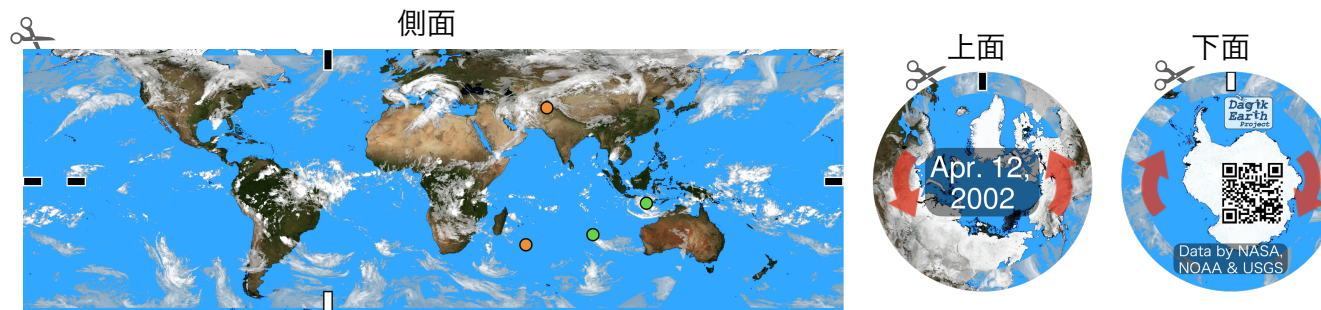 側面
上面
Apr. 12,
2002
下面
Dagik
Earth
Project
Data by NASA,
NOAA & USGS